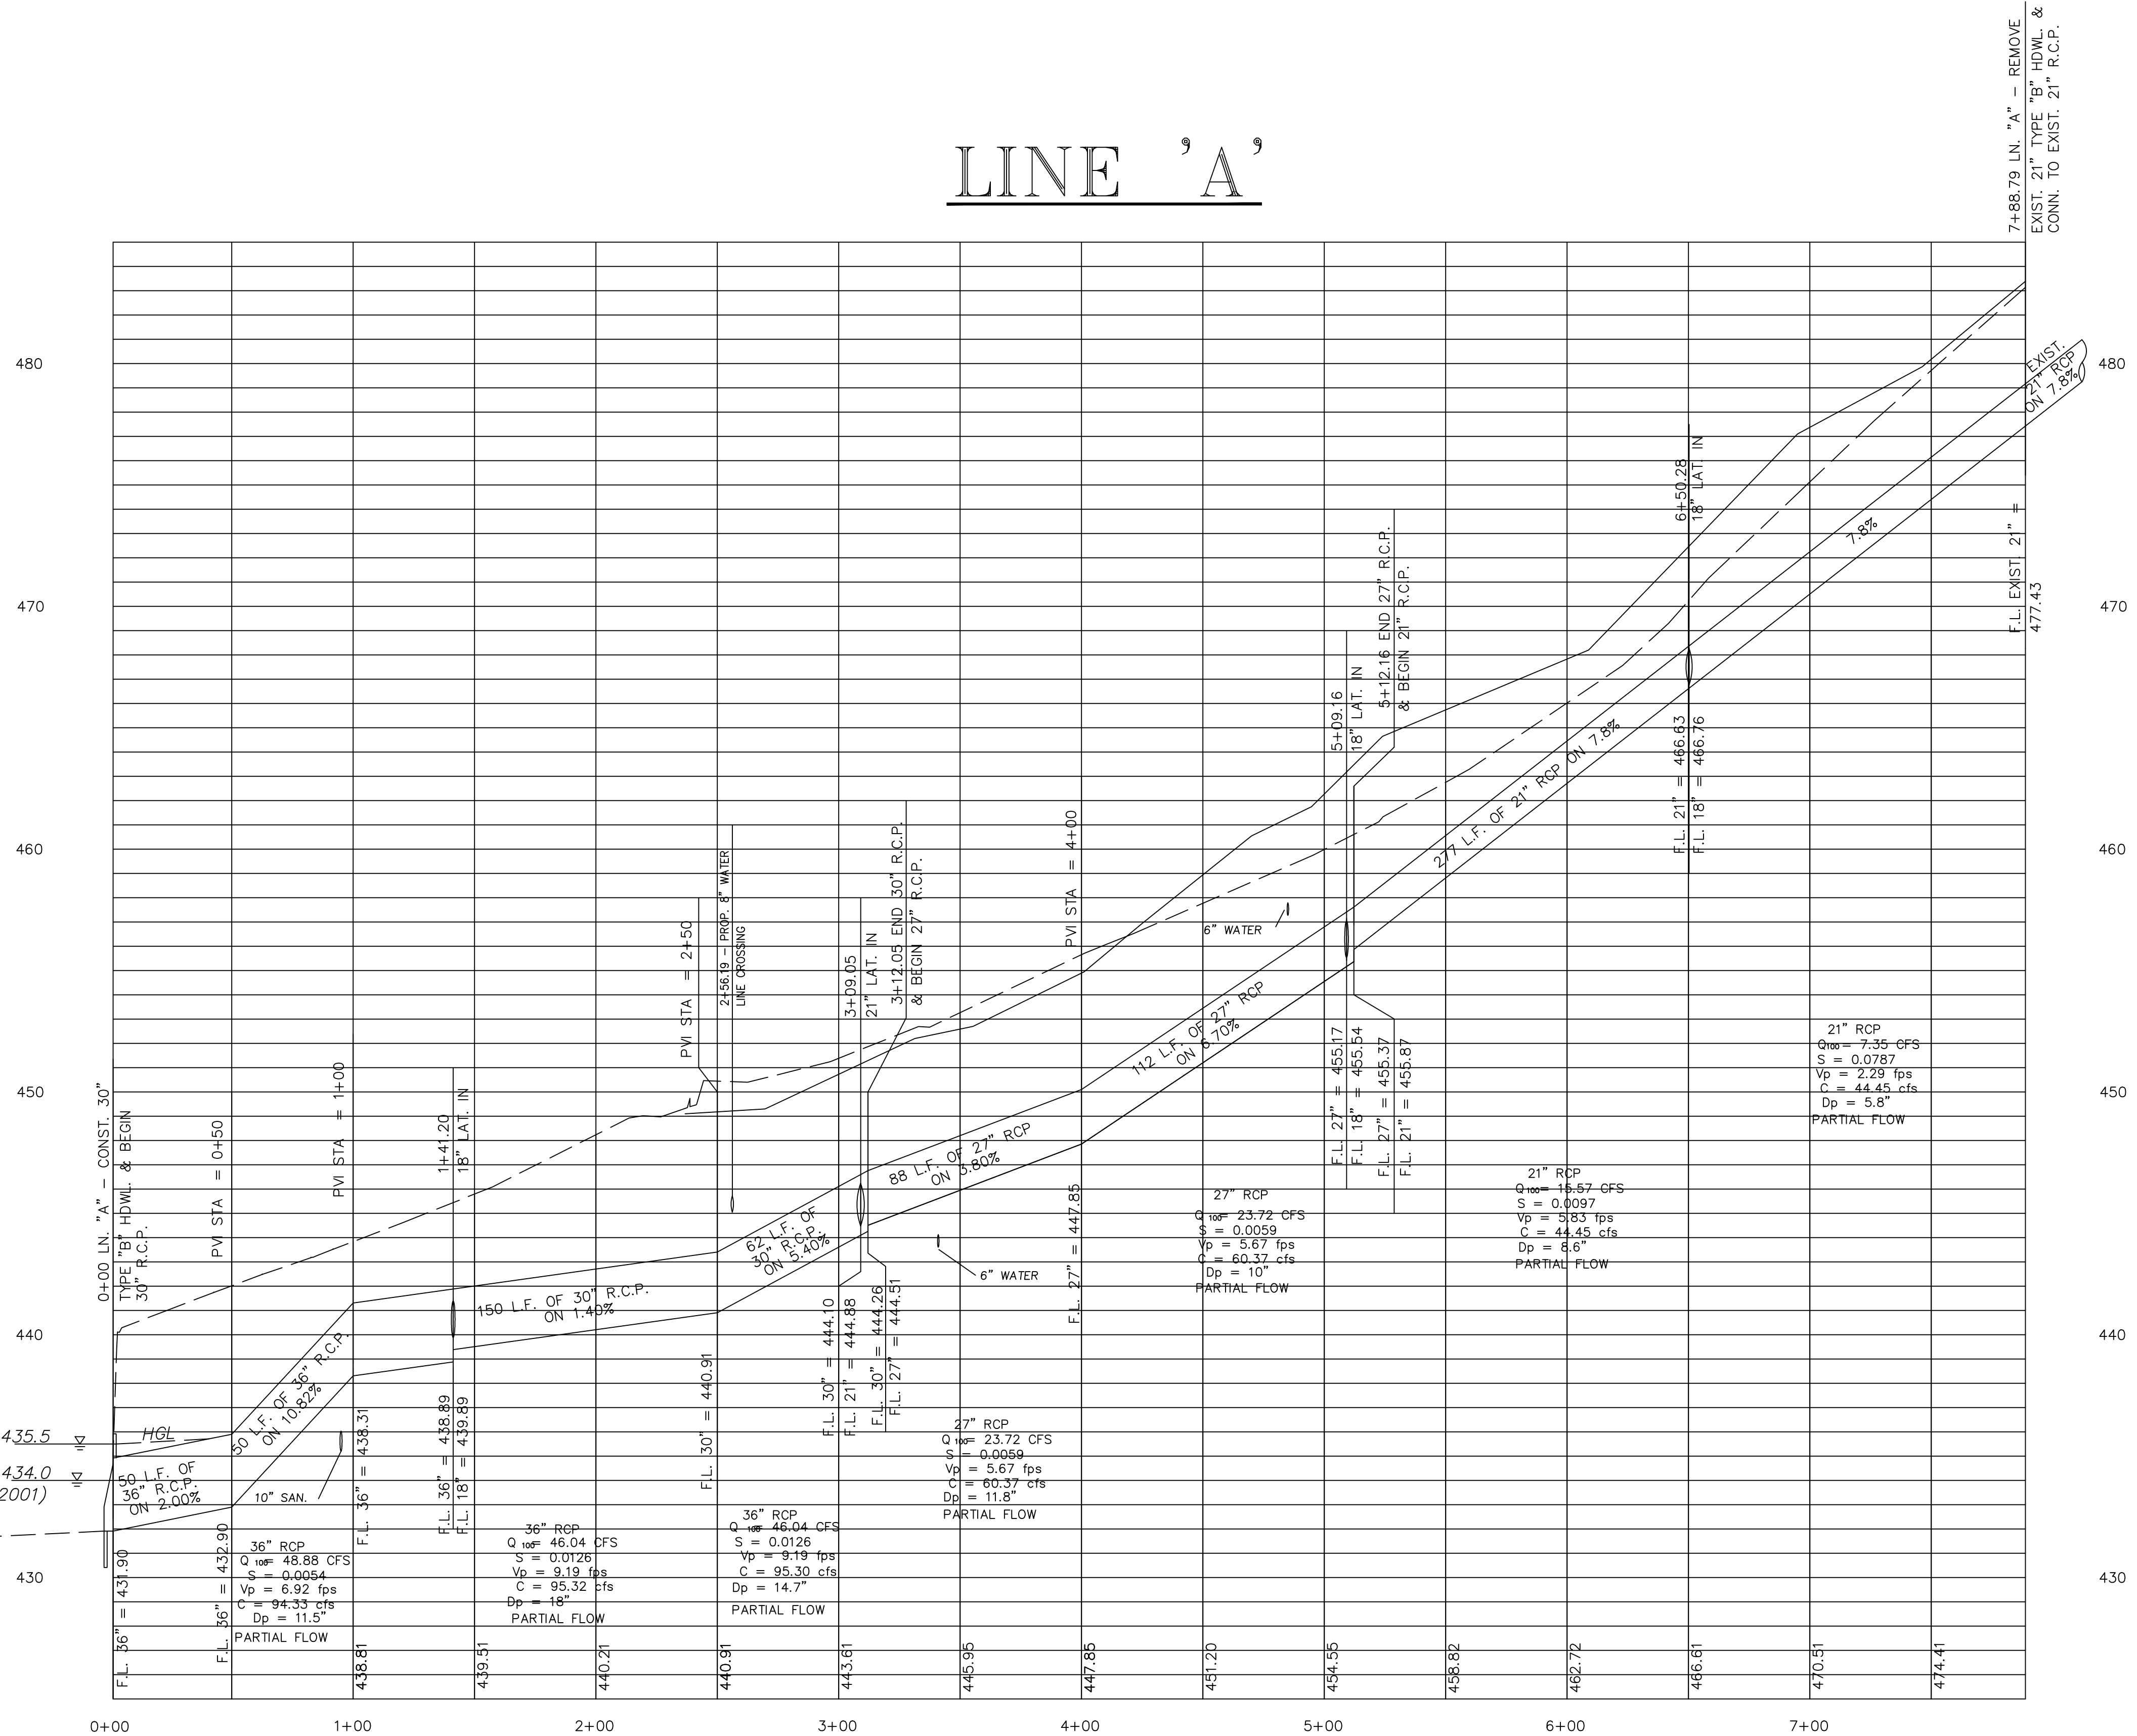 LINE 'A'
7+88.79 LN. "A" – REMOVE
EXIST. 21" TYPE "B" HDWL. &
CONN. TO EXIST. 21" R.C.P.
480
470
460
450
440
430
480
470
460
450
440
430
435.5
434.0
2001)
HGL
0+00 LN. "A" – CONST. 30"
TYPE "B" HDWL. & BEGIN
30" R.C.P.
PVI STA = 0+50
PVI STA = 1+00
1+41.20
18" LAT. IN
PVI STA = 2+50
2+56.19 – PROP. 8" WATER
LINE CROSSING
3+09.05
21" LAT. IN
3+12.05 END 30" R.C.P.
& BEGIN 27" R.C.P.
PVI STA = 4+00
6" WATER
5+09.16
18" LAT. IN
5+12.16 END 27" R.C.P.
& BEGIN 21" R.C.P.
6+50.28
18" LAT. IN
F.L. EXIST. 21" =
477.43
EXIST.
21" RCP
ON 7.8%
7.8%
277 L.F. OF 21" RCP ON 7.8%
112 L.F. OF 27" RCP
ON 6.70%
88 L.F. OF 27" RCP
ON 3.80%
62 L.F. OF
30" R.C.P.
ON 5.40%
150 L.F. OF 30" R.C.P.
ON 1.40%
50 L.F. OF 36" R.C.P.
ON 10.82%
50 L.F. OF
36" R.C.P.
ON 2.00%
10" SAN.
6" WATER
F.L. 36" = 431.90
F.L. 36" = 432.90
F.L. 36" = 438.31
F.L. 36" = 438.89
F.L. 18" = 439.89
F.L. 30" = 440.91
F.L. 30" = 444.10
F.L. 21" = 444.88
F.L. 30" = 444.26
F.L. 27" = 444.51
F.L. 27" = 447.85
F.L. 27" = 455.17
F.L. 18" = 455.54
F.L. 27" = 455.37
F.L. 21" = 455.87
F.L. 21" = 466.63
F.L. 18" = 466.76
36" RCP
Q100= 48.88 CFS
S = 0.0054
Vp = 6.92 fps
C = 94.33 cfs
Dp = 11.5"
PARTIAL FLOW
36" RCP
Q100= 46.04 CFS
S = 0.0126
Vp = 9.19 fps
C = 95.32 cfs
Dp = 18"
PARTIAL FLOW
36" RCP
Q100= 46.04 CFS
S = 0.0126
Vp = 9.19 fps
C = 95.30 cfs
Dp = 14.7"
PARTIAL FLOW
27" RCP
Q100= 23.72 CFS
S = 0.0059
Vp = 5.67 fps
C = 60.37 cfs
Dp = 11.8"
PARTIAL FLOW
27" RCP
Q100= 23.72 CFS
S = 0.0059
Vp = 5.67 fps
C = 60.37 cfs
Dp = 10"
PARTIAL FLOW
21" RCP
Q100= 15.57 CFS
S = 0.0097
Vp = 5.83 fps
C = 44.45 cfs
Dp = 8.6"
PARTIAL FLOW
21" RCP
Q100= 7.35 CFS
S = 0.0787
Vp = 2.29 fps
C = 44.45 cfs
Dp = 5.8"
PARTIAL FLOW
438.81
439.51
440.21
440.91
443.61
445.95
447.85
451.20
454.55
458.82
462.72
466.61
470.51
474.41
0+00
1+00
2+00
3+00
4+00
5+00
6+00
7+00